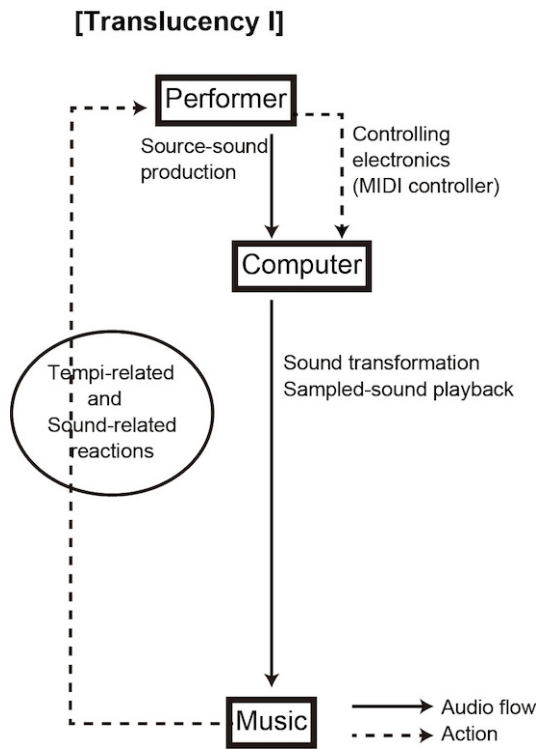 [Translucency I]
Performer
Source-sound
production
Controlling
electronics
(MIDI controller)
Computer
Sound transformation
Sampled-sound playback
Tempi-related
and
Sound-related
reactions
Music
Audio flow
Action